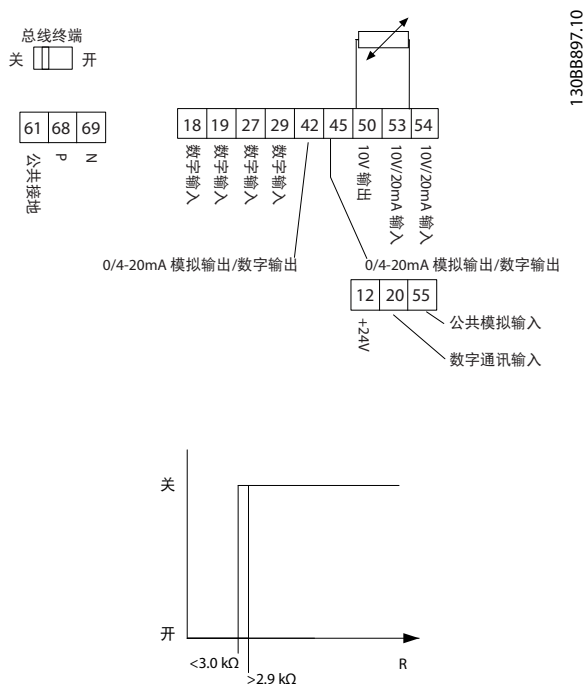 130BB897.10
总线终端
关 开
61 68 69
公共接地
P
N
18 19 27 29 42 45 50 53 54
数字输入
数字输入
数字输入
数字输入
10V 输出
10V/20mA 输入
10V/20mA 输入
0/4-20mA 模拟输出/数字输出
0/4-20mA 模拟输出/数字输出
12 20 55
+24V
公共模拟输入
数字通讯输入
关
开
<3.0 kΩ
>2.9 kΩ
R